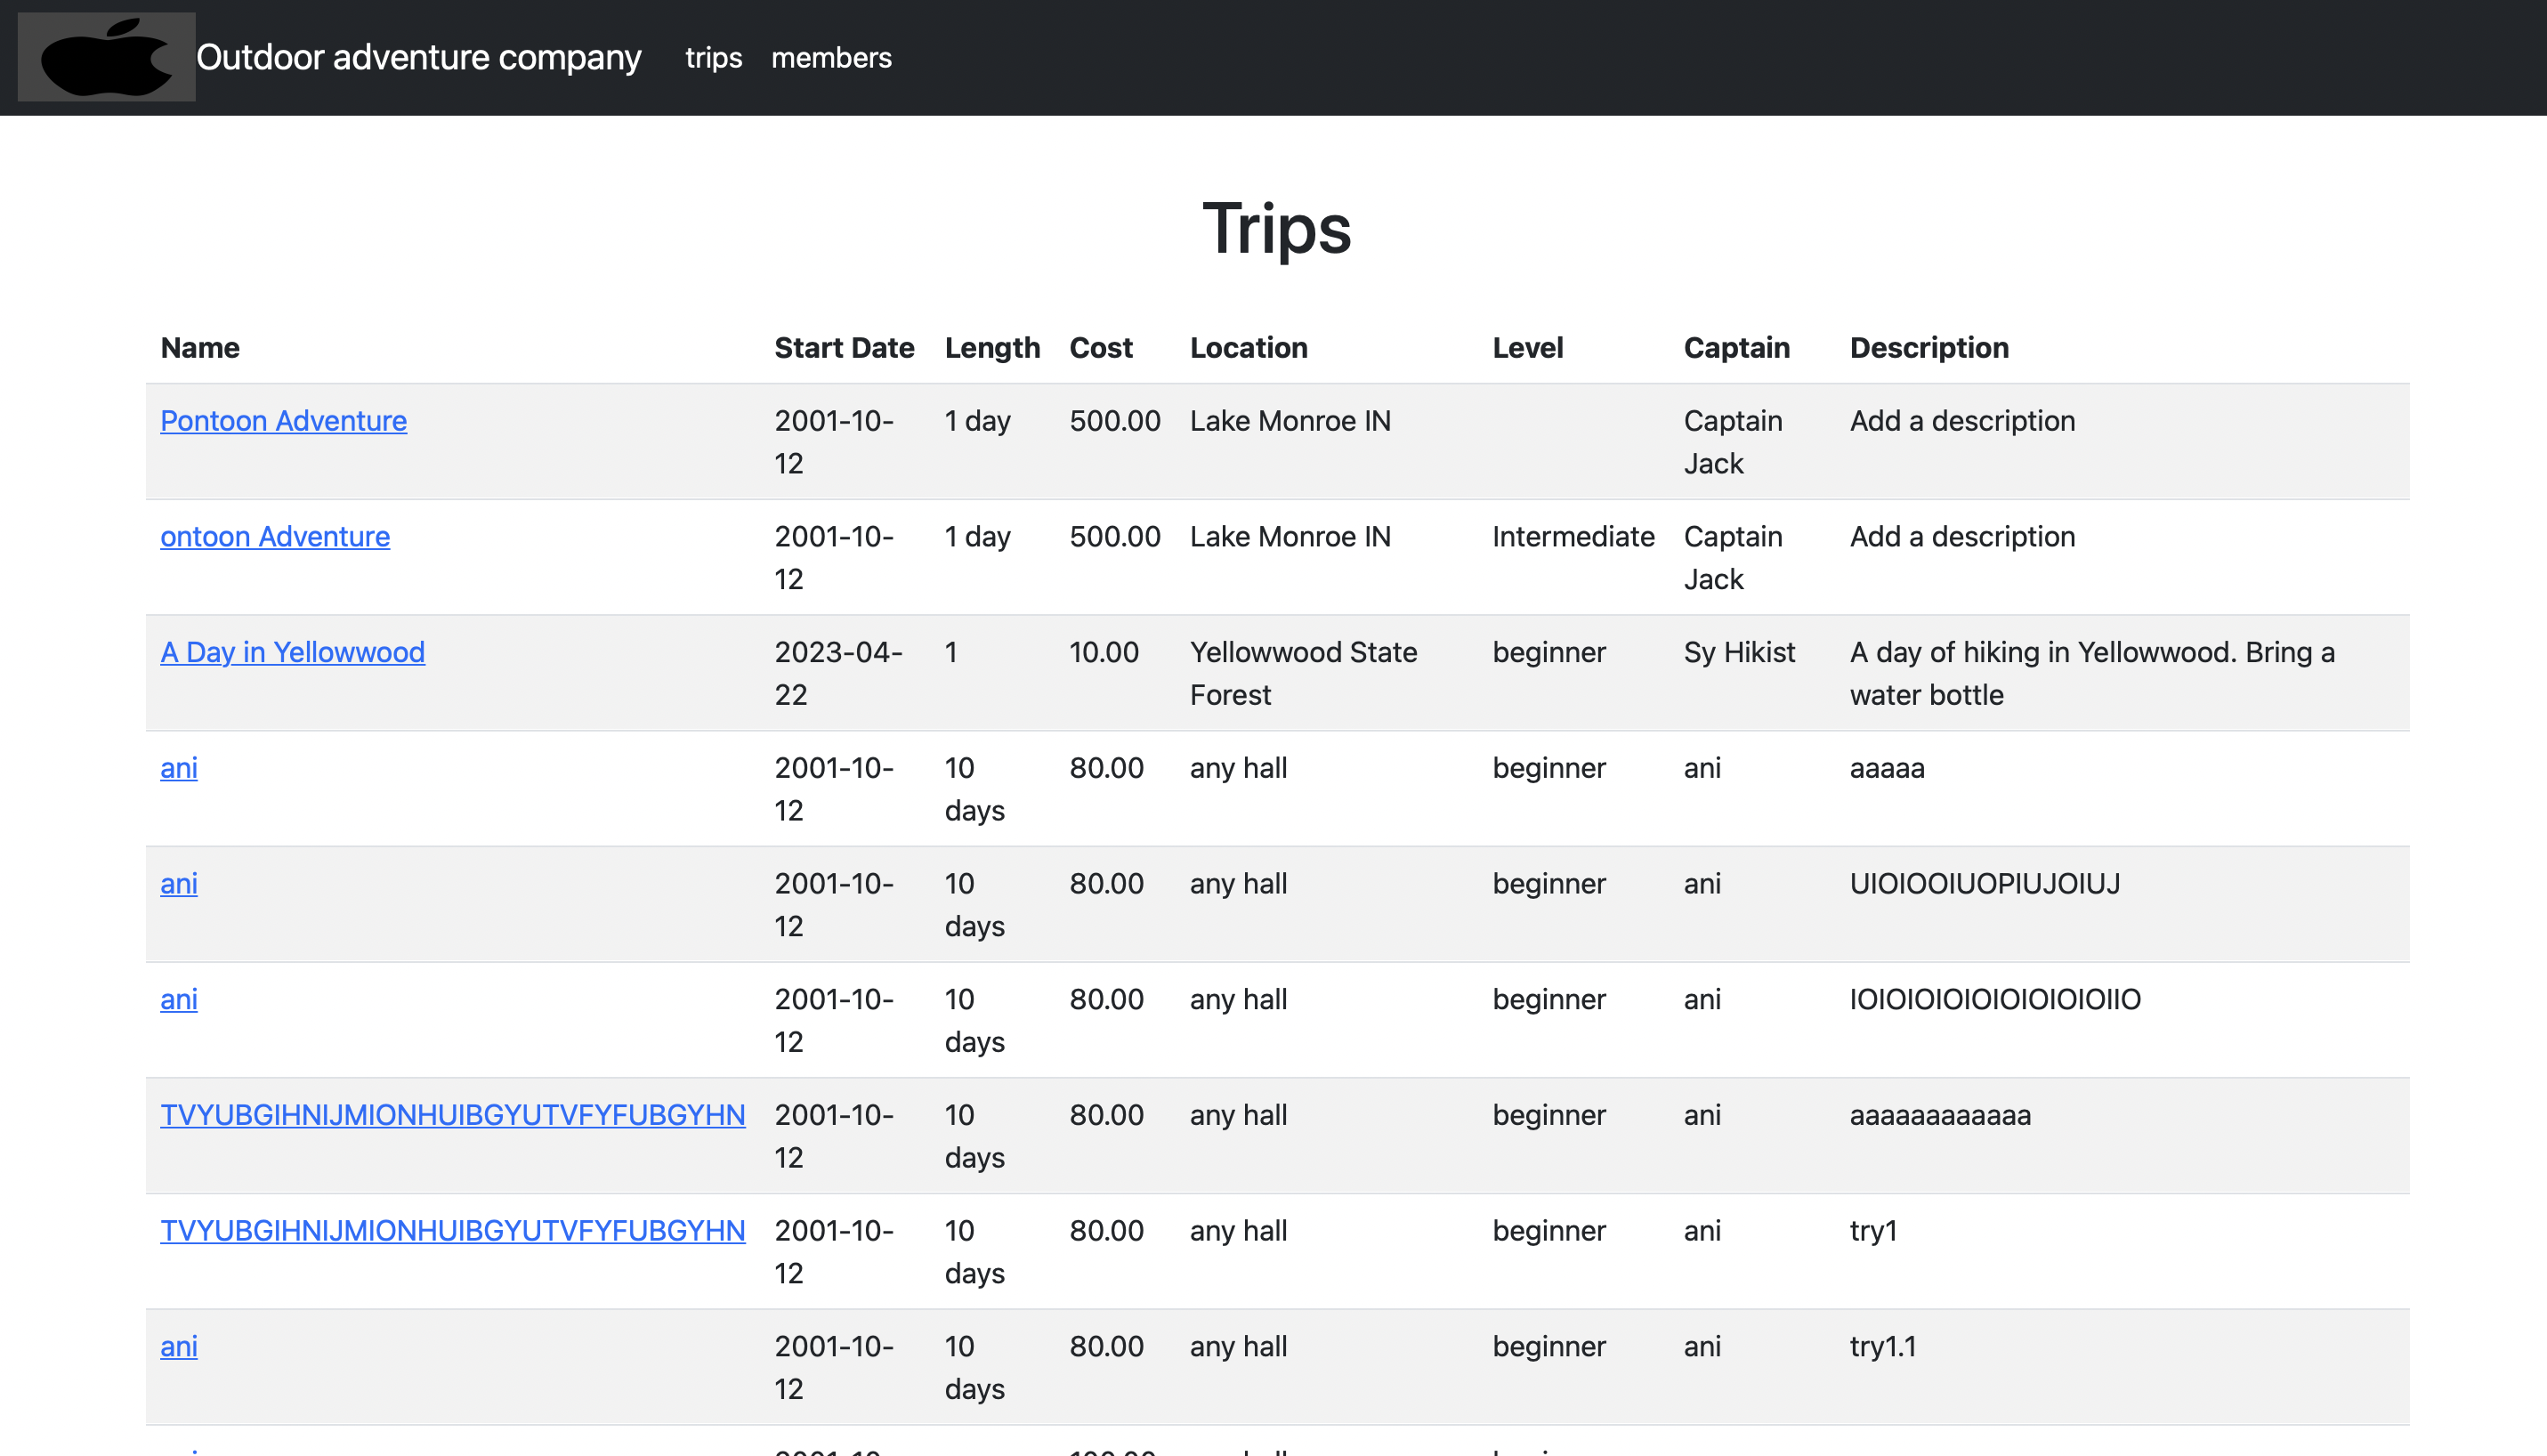 Outdoor adventure company trips members
Trips
Name Start Date Length Cost Location Level Captain Description
Pontoon Adventure 2001-10-12 1 day 500.00 Lake Monroe IN Captain Jack Add a description
ontoon Adventure 2001-10-12 1 day 500.00 Lake Monroe IN Intermediate Captain Jack Add a description
A Day in Yellowwood 2023-04-22 1 10.00 Yellowwood State Forest beginner Sy Hikist A day of hiking in Yellowwood. Bring a water bottle
ani 2001-10-12 10 days 80.00 any hall beginner ani aaaaa
ani 2001-10-12 10 days 80.00 any hall beginner ani UIOIOOIUOPIUJOIUJ
ani 2001-10-12 10 days 80.00 any hall beginner ani IOIOIOIOIOIOIOIOIOIIO
TVYUBGIHNIJMIONHUIBGYUTVFYFUBGYHN 2001-10-12 10 days 80.00 any hall beginner ani aaaaaaaaaaaa
TVYUBGIHNIJMIONHUIBGYUTVFYFUBGYHN 2001-10-12 10 days 80.00 any hall beginner ani try1
ani 2001-10-12 10 days 80.00 any hall beginner ani try1.1